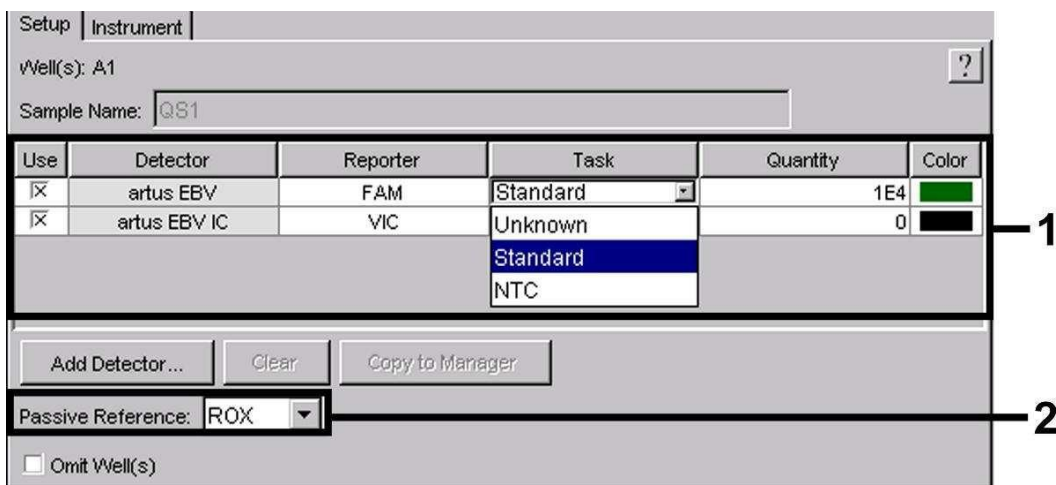 Setup Instrument
Well(s): A1 ?
Sample Name: QS1
Use Detector Reporter Task Quantity Color
artus EBV FAM Standard 1E4
artus EBV IC VIC Unknown 0
1
Standard
NTC
Add Detector... Clear Copy to Manager
Passive Reference: ROX 2
Omit Well(s)